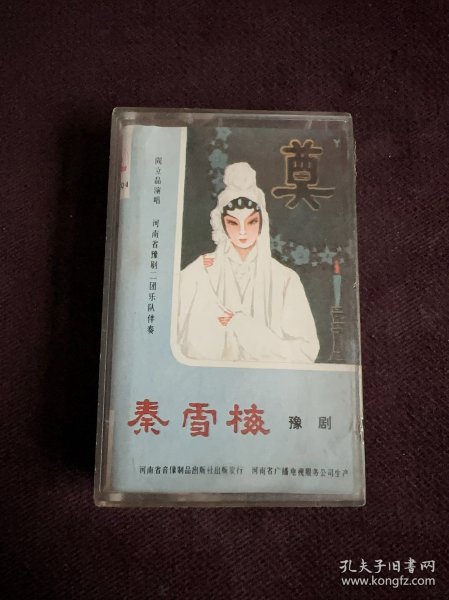 奠
阎立品演唱 河南省豫剧二团乐队伴奏
秦雪梅 豫剧
河南省音像制品出版社出版发行 河南省广播电视服务公司生产
孔夫子旧书网
www.kongfz.com